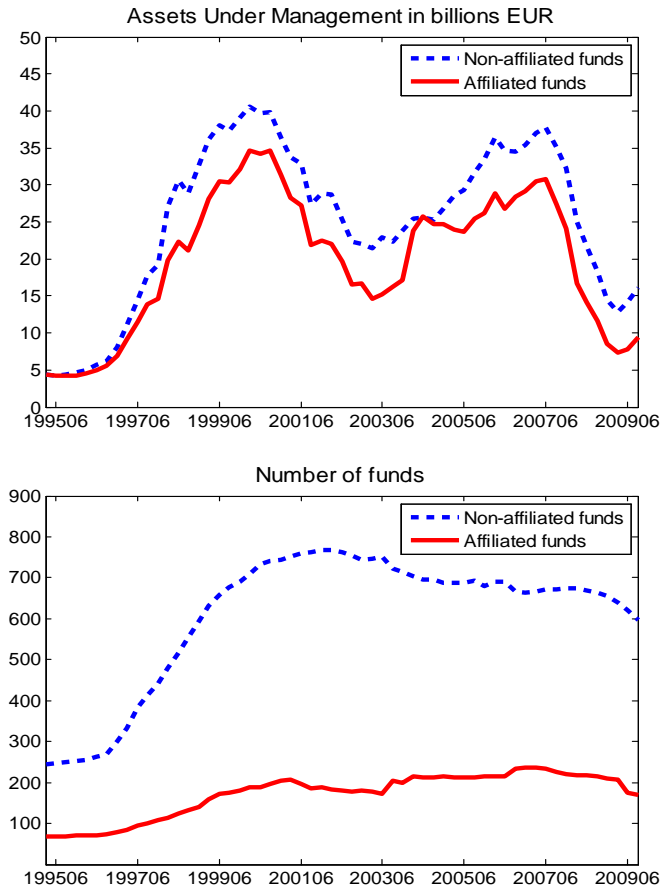 Assets Under Management in billions EUR
50
45
40
35
30
25
20
15
10
5
0
Non-affiliated funds
Affiliated funds
199506 199706 199906 200106 200306 200506 200706 200906
Number of funds
900
800
700
600
500
400
300
200
100
Non-affiliated funds
Affiliated funds
199506 199706 199906 200106 200306 200506 200706 200906